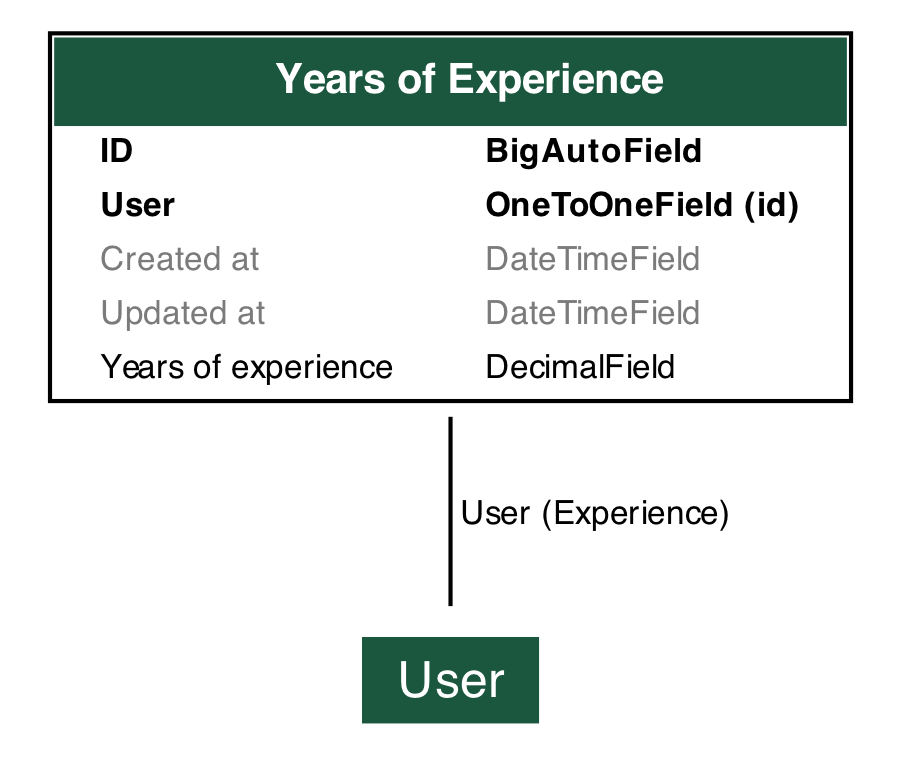 Years of Experience
ID BigAutoField
User OneToOneField (id)
Created at DateTimeField
Updated at DateTimeField
Years of experience DecimalField
User (Experience)
User